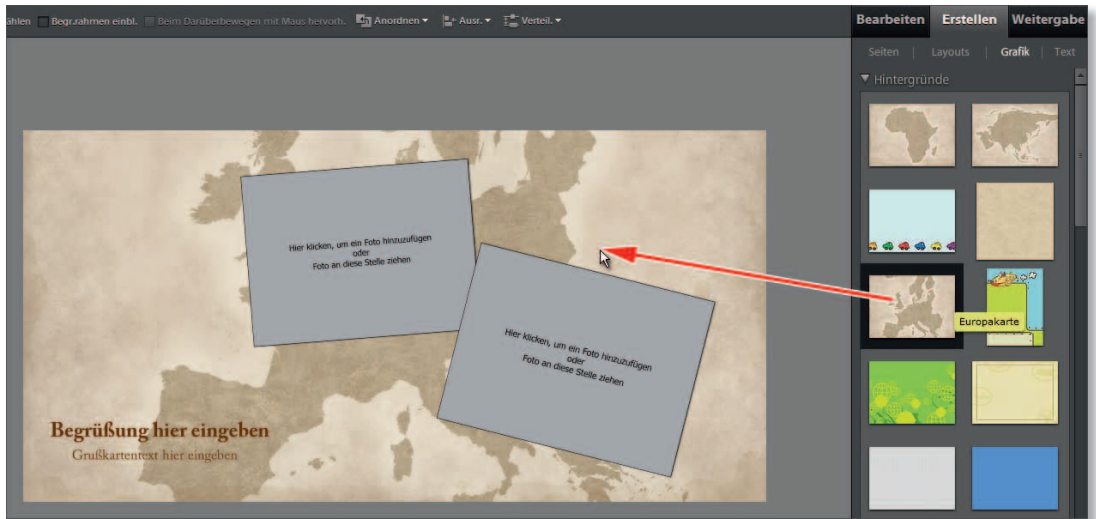 ählen Begr.rahmen einbl. Beim Darüberbewegen mit Maus hervorh. Anordnen Ausr. Verteil.
Bearbeiten Erstellen Weitergabe
Seiten | Layouts | Grafik | Text
Hintergründe
Hier klicken, um ein Foto hinzuzufügen
oder
Foto an diese Stelle ziehen
Hier klicken, um ein Foto hinzuzufügen
oder
Foto an diese Stelle ziehen
Europakarte
Begrüßung hier eingeben
Grußkartentext hier eingeben